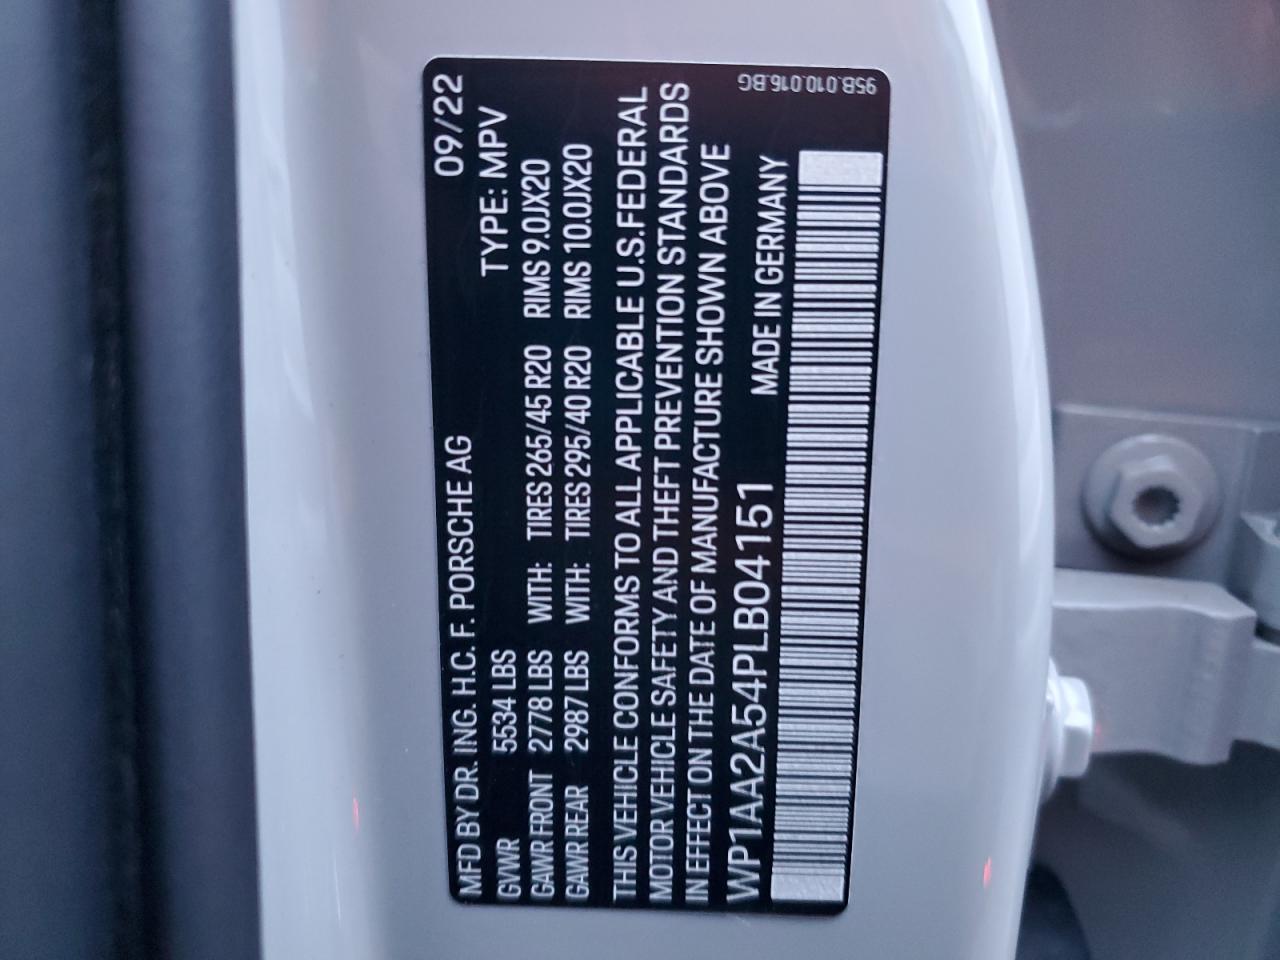 MFD BY DR. ING. H.C. F. PORSCHE AG 09/22
GVWR 5534 LBS TYPE: MPV
GAWR FRONT 2778 LBS WITH: TIRES 265/45 R20 RIMS 9.0JX20
GAWR REAR 2987 LBS WITH: TIRES 295/40 R20 RIMS 10.0JX20
THIS VEHICLE CONFORMS TO ALL APPLICABLE U.S. FEDERAL
MOTOR VEHICLE SAFETY AND THEFT PREVENTION STANDARDS
IN EFFECT ON THE DATE OF MANUFACTURE SHOWN ABOVE
WP1AA2A54PLB04151 MADE IN GERMANY
95B.010.016.BG